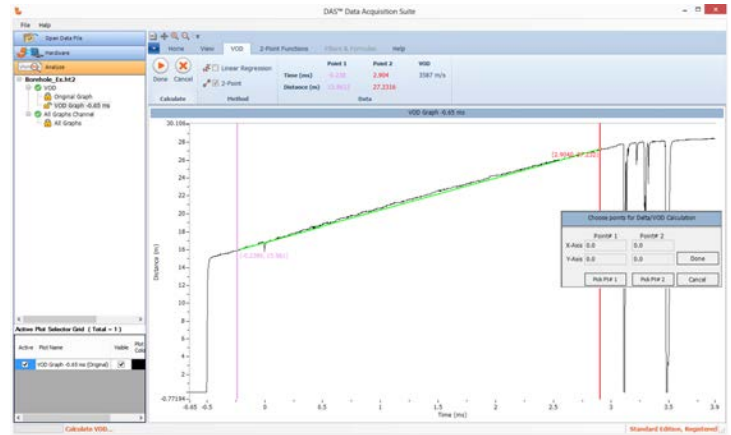 DAS™ Data Acquisition Suite
File Help
Open Data File
Hardware
Analyze
Borehole_Ex.ht2
VOD
Original Graph
VOD Graph -0.65 ms
All Graphs Channel
All Graphs
Active Plot Selector Grid ( Total = 1 )
Active Plot Name Visible Plot Color
VOD Graph -0.65 ms (Original)
Home View VOD 2-Point Functions Filters & Formulas Help
Done Cancel
Calculate
Linear Regression
2-Point
Method
Point 1 Point 2 VOD
Time (ms) 2.904 3587 m/s
Distance (m) 27.2316
Data
VOD Graph -0.65 ms
Distance (m)
28
26
24
22
20
18
16
14
12
10
8
6
4
2
-0.65 -0.5 0 0.5 1 1.5 2 2.5 3 3.5 3.9
Time (ms)
Choose points for Delta/VOD Calculation
Point# 1 Point# 2
X-Axis 0.0 0.0
Y-Axis 0.0 0.0 Done
Pick Pt# 1 Pick Pt# 2 Cancel
Calculate VOD... Standard Edition, Registered